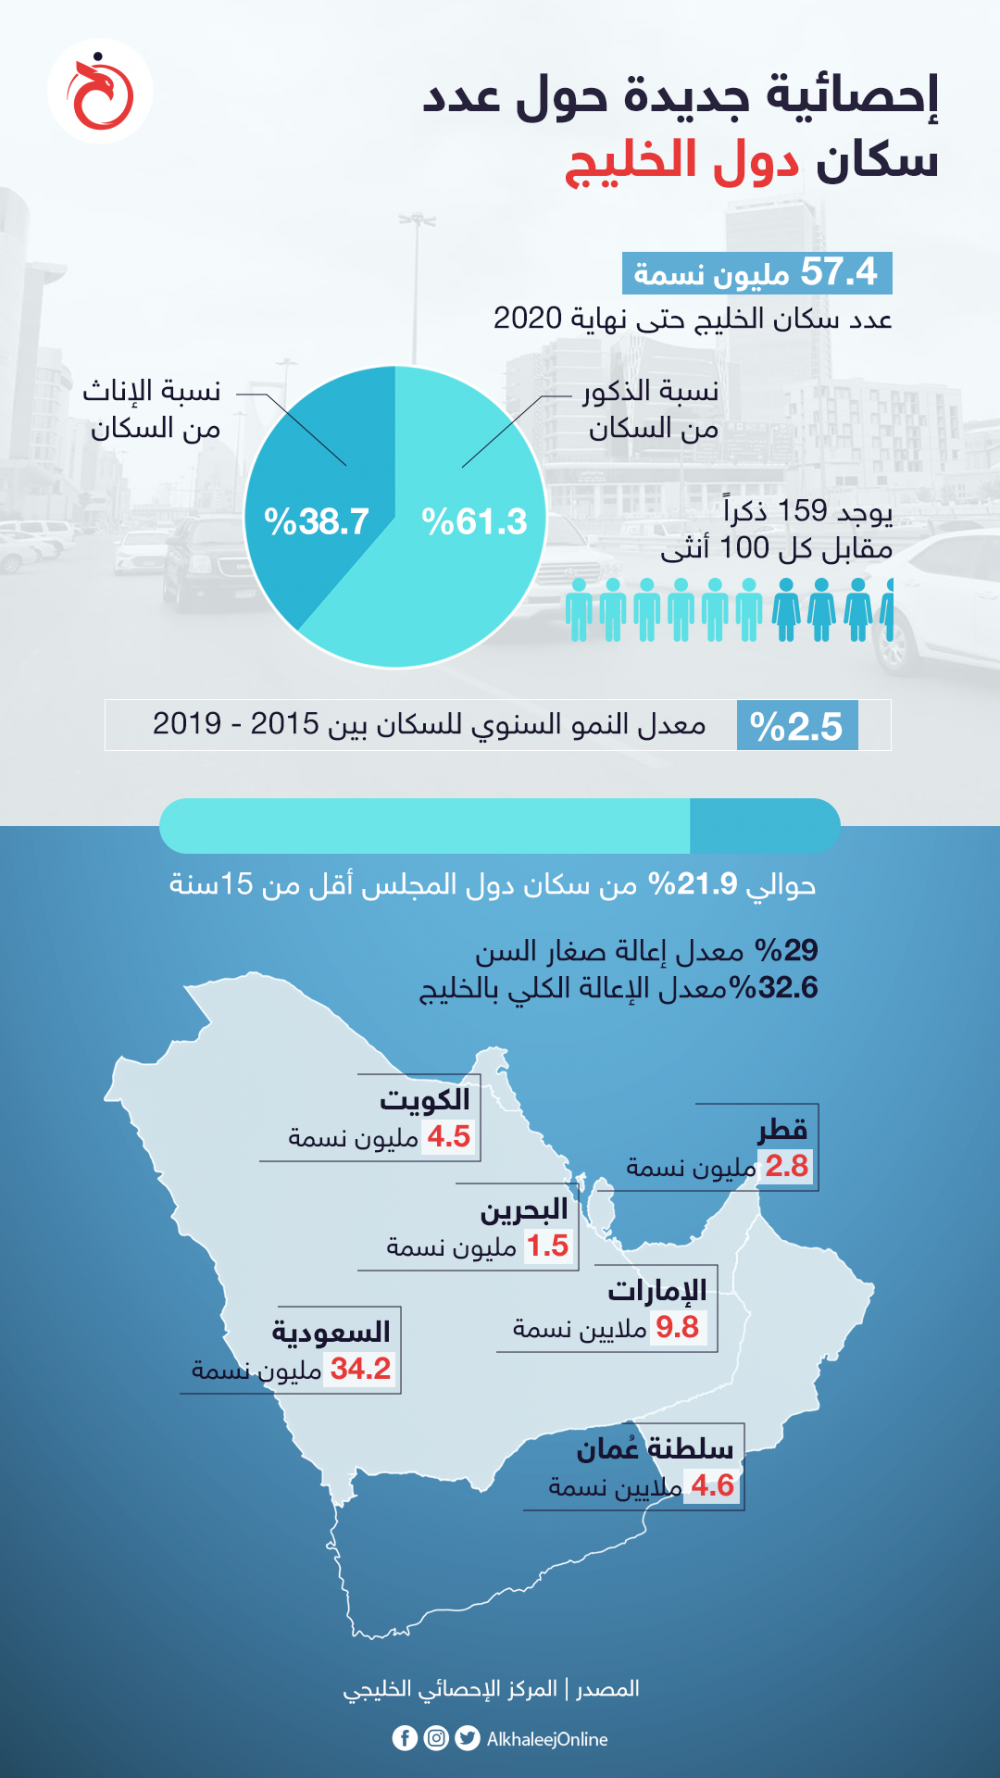 إحصائية جديدة حول عدد
سكان دول الخليج
57.4 مليون نسمة
عدد سكان الخليج حتى نهاية 2020
نسبة الذكور
من السكان
نسبة الإناث
من السكان
%61.3
%38.7
يوجد 159 ذكراً
مقابل كل 100 أنثى
%2.5 معدل النمو السنوي للسكان بين 2015 - 2019
حوالي %21.9 من سكان دول المجلس أقل من 15سنة
%29 معدل إعالة صغار السن
%32.6معدل الإعالة الكلي بالخليج
الكويت
4.5 مليون نسمة
قطر
2.8 مليون نسمة
البحرين
1.5 مليون نسمة
الإمارات
9.8 ملايين نسمة
السعودية
34.2 مليون نسمة
سلطنة عُمان
4.6 ملايين نسمة
المصدر | المركز الإحصائي الخليجي
AlkhaleejOnline